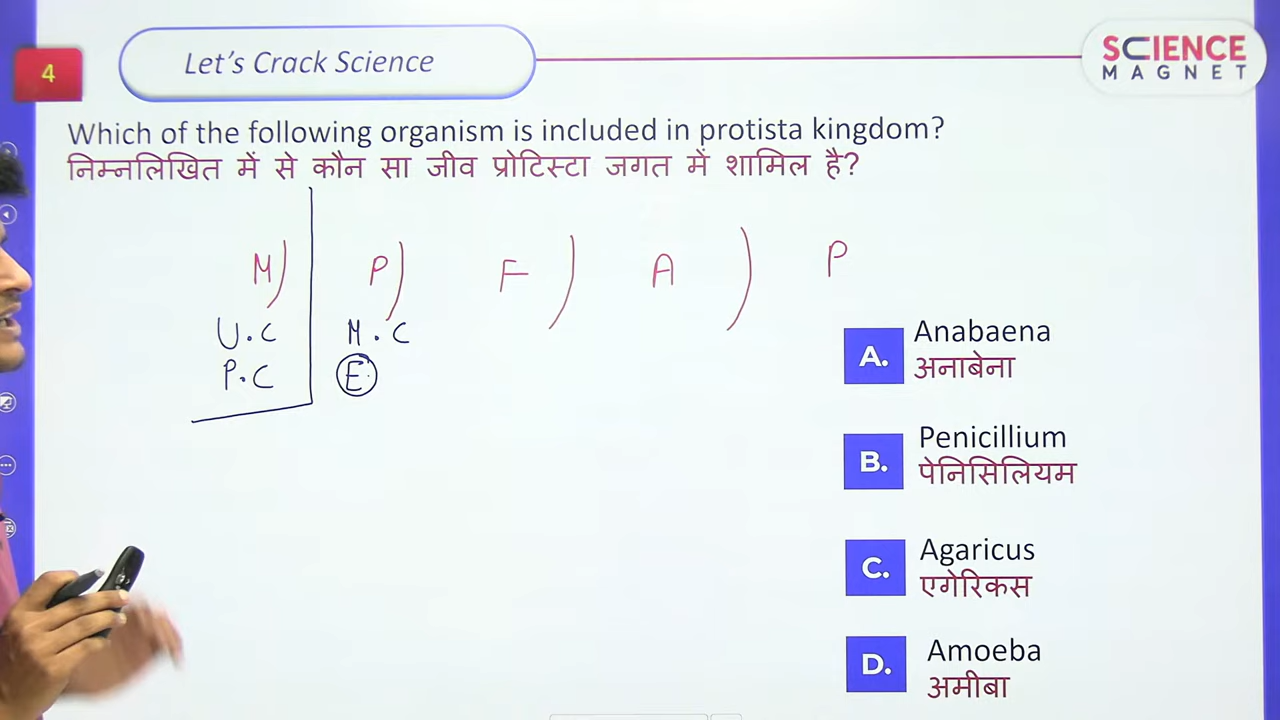 4
Let's Crack Science
SCIENCE
MAGNET
Which of the following organism is included in protista kingdom?
निम्नलिखित में से कौन सा जीव प्रोटिस्टा जगत में शामिल है?
M) P) F) A) P
U.C M.C
P.C E
A. Anabaena
अनाबेना
B. Penicillium
पेनिसिलियम
C. Agaricus
एगेरिकस
D. Amoeba
अमीबा